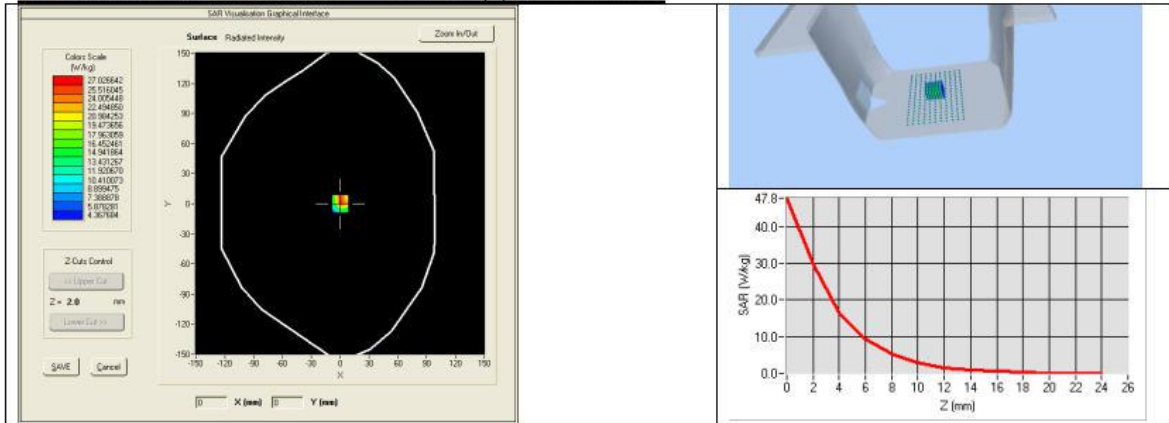 SAR Visualisation Graphical Interface
Surface Radiated Intensity
Zoom In/Out
Colors Scale
(W/kg)
27.026642
25.516045
24.005448
22.494850
20.984253
19.473656
17.963059
16.452461
14.941864
13.431267
11.920670
10.410073
8.899475
7.388878
5.878281
4.367684
150
120
90
60
30
0
-30
-60
-90
-120
-150
Y
-150 -120 -90 -60 -30 0 30 60 90 120 150
X
Z-Cuts Control
<< Upper Cut
Z = 2.0 mm
Lower Cut >>
SAVE Cancel
0 X (mm) 0 Y (mm)
47.8
40.0
30.0
20.0
10.0
0.0
SAR (W/kg)
0 2 4 6 8 10 12 14 16 18 20 22 24 26
Z (mm)